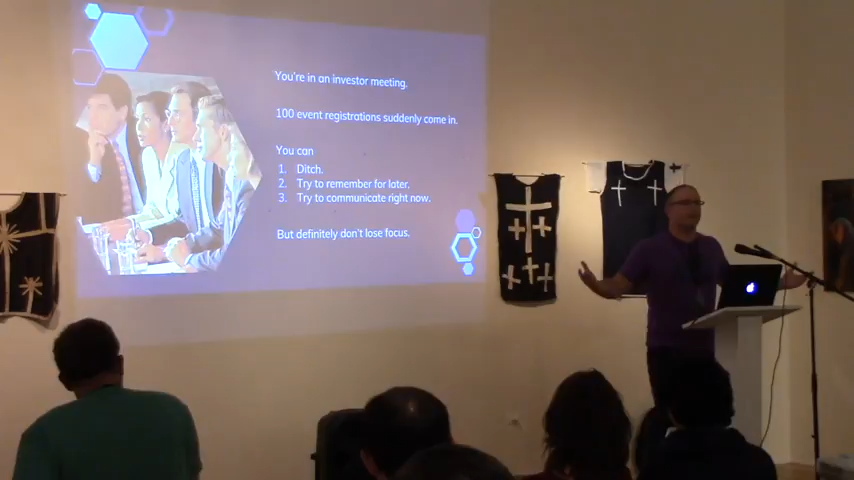 You're in an investor meeting.
100 event registrations suddenly come in.
You can
1. Ditch.
2. Try to remember for later.
3. Try to communicate right now.
But definitely don't lose focus.